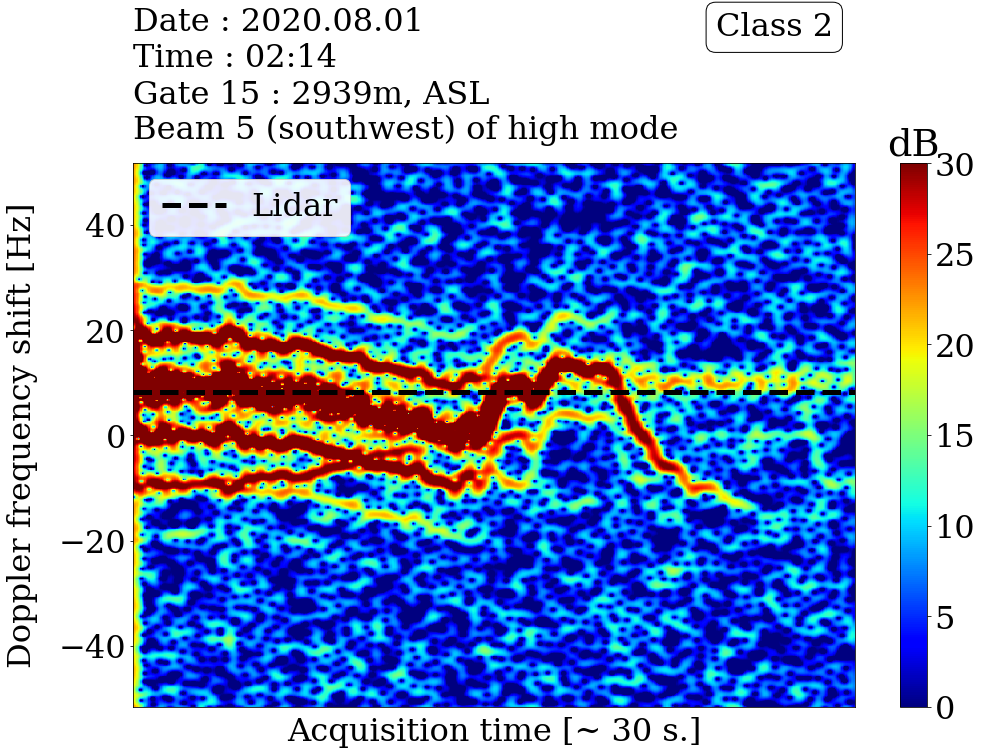 Date : 2020.08.01
Time : 02:14
Gate 15 : 2939m, ASL
Beam 5 (southwest) of high mode
Class 2
dB
Lidar
Doppler frequency shift [Hz]
40
20
0
−20
−40
30
25
20
15
10
5
0
Acquisition time [~ 30 s.]